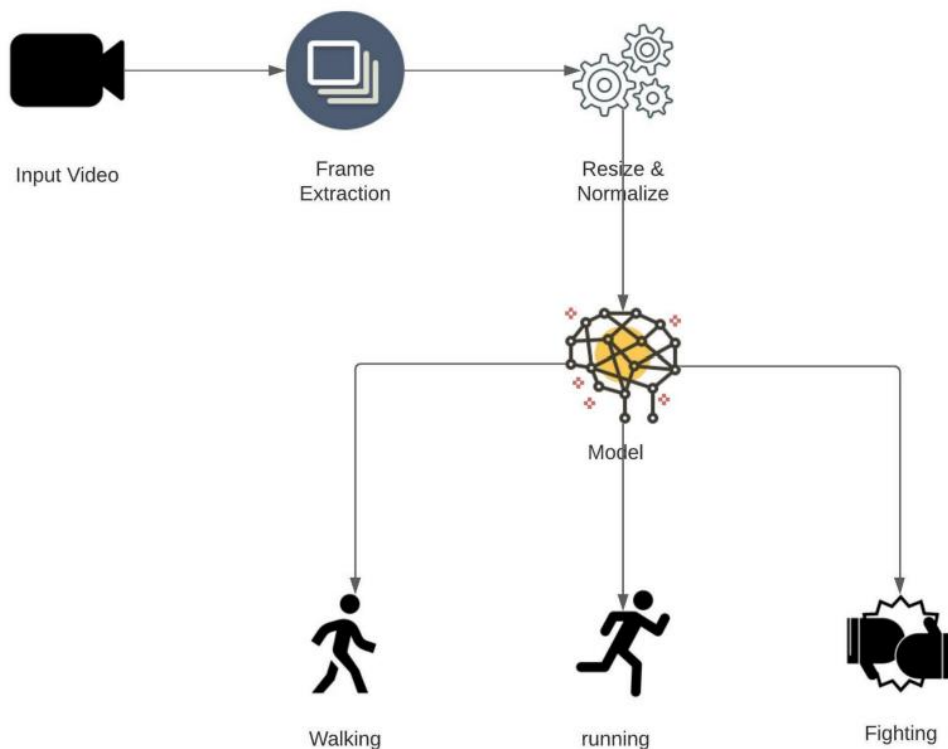 Input Video
Frame
Extraction
Resize &
Normalize
Model
Walking
running
Fighting